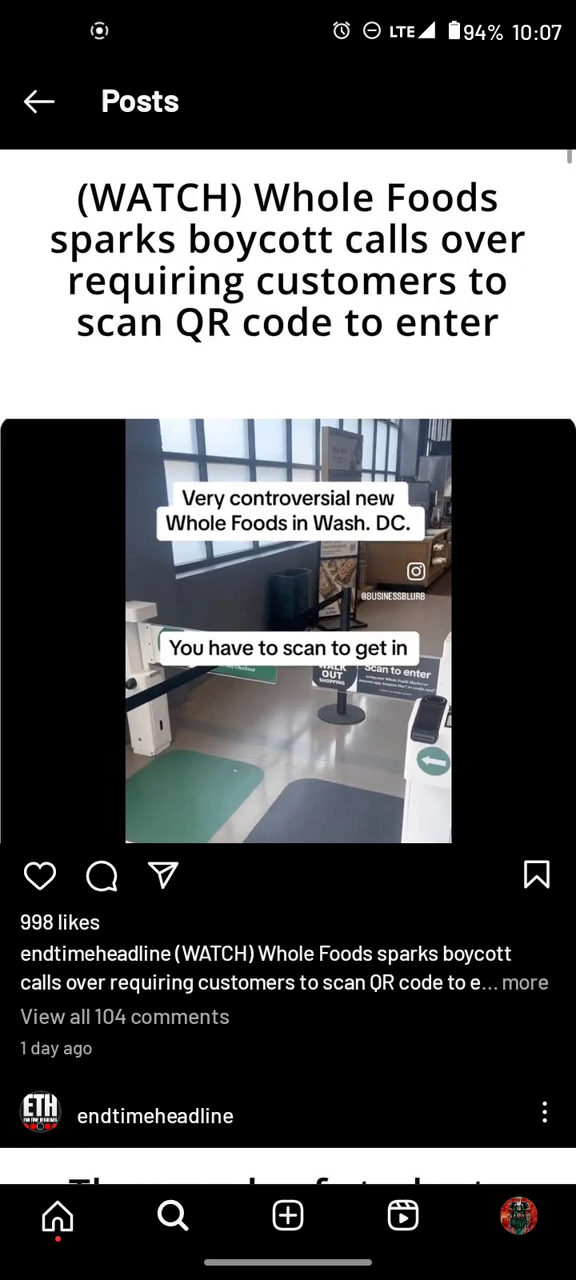 LTE 94% 10:07
Posts
(WATCH) Whole Foods
sparks boycott calls over
requiring customers to
scan QR code to enter
Very controversial new
Whole Foods in Wash. DC.
@BUSINESSBLURB
You have to scan to get in
WALK
OUT
SHOPPING
Scan to enter
998 likes
endtimeheadline (WATCH) Whole Foods sparks boycott
calls over requiring customers to scan QR code to e... more
View all 104 comments
1 day ago
ETH
endtimeheadline